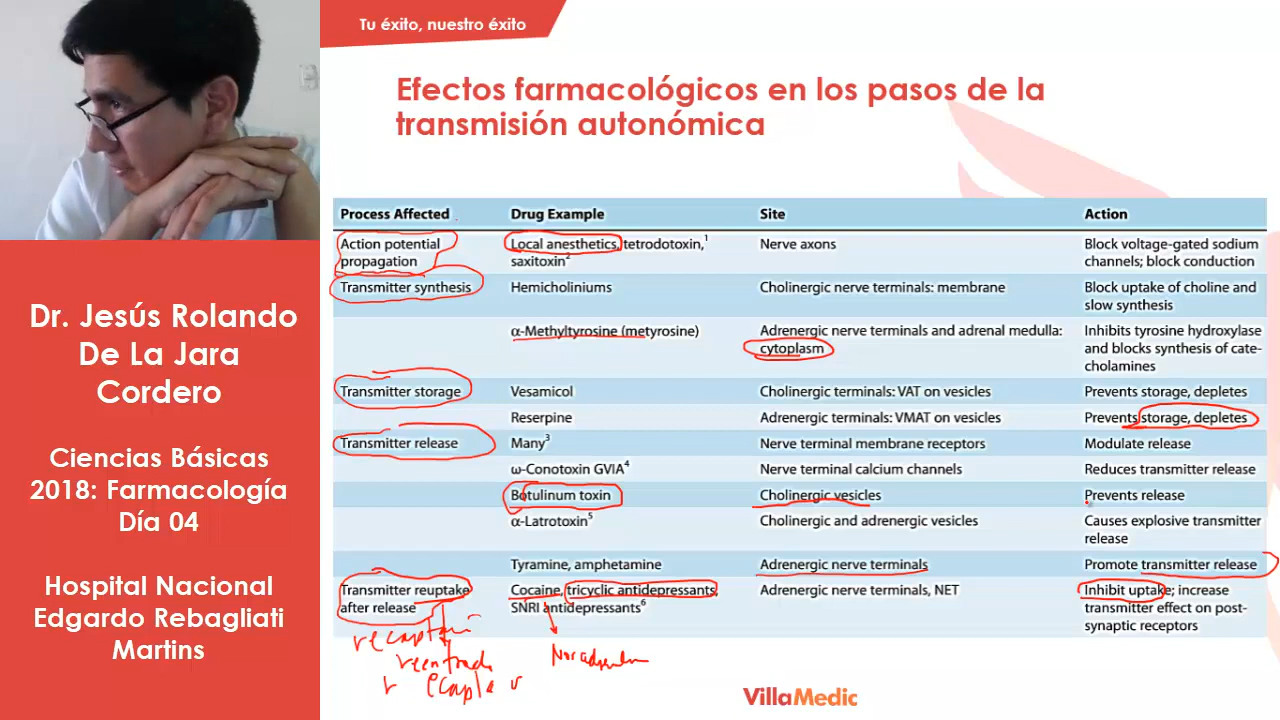 Tu éxito, nuestro éxito
Efectos farmacológicos en los pasos de la
transmisión autonómica
Dr. Jesús Rolando
De La Jara
Cordero
Ciencias Básicas
2018: Farmacología
Día 04
Hospital Nacional
Edgardo Rebagliati
Martins
Process Affected Drug Example Site Action
Action potential Local anesthetics, tetrodotoxin,1 Nerve axons Block voltage-gated sodium
propagation saxitoxin2 channels; block conduction
Transmitter synthesis Hemicholiniums Cholinergic nerve terminals: membrane Block uptake of choline and
slow synthesis
α-Methyltyrosine (metyrosine) Adrenergic nerve terminals and adrenal medulla: Inhibits tyrosine hydroxylase
cytoplasm and blocks synthesis of cate-
cholamines
Transmitter storage Vesamicol Cholinergic terminals: VAT on vesicles Prevents storage, depletes
Reserpine Adrenergic terminals: VMAT on vesicles Prevents storage, depletes
Transmitter release Many3 Nerve terminal membrane receptors Modulate release
ω-Conotoxin GVIA4 Nerve terminal calcium channels Reduces transmitter release
Botulinum toxin Cholinergic vesicles Prevents release
α-Latrotoxin5 Cholinergic and adrenergic vesicles Causes explosive transmitter
release
Tyramine, amphetamine Adrenergic nerve terminals Promote transmitter release
Transmitter reuptake Cocaine, tricyclic antidepressants, Adrenergic nerve terminals, NET Inhibit uptake; increase
after release SNRI antidepressants6 transmitter effect on post-
synaptic receptors
VillaMedic